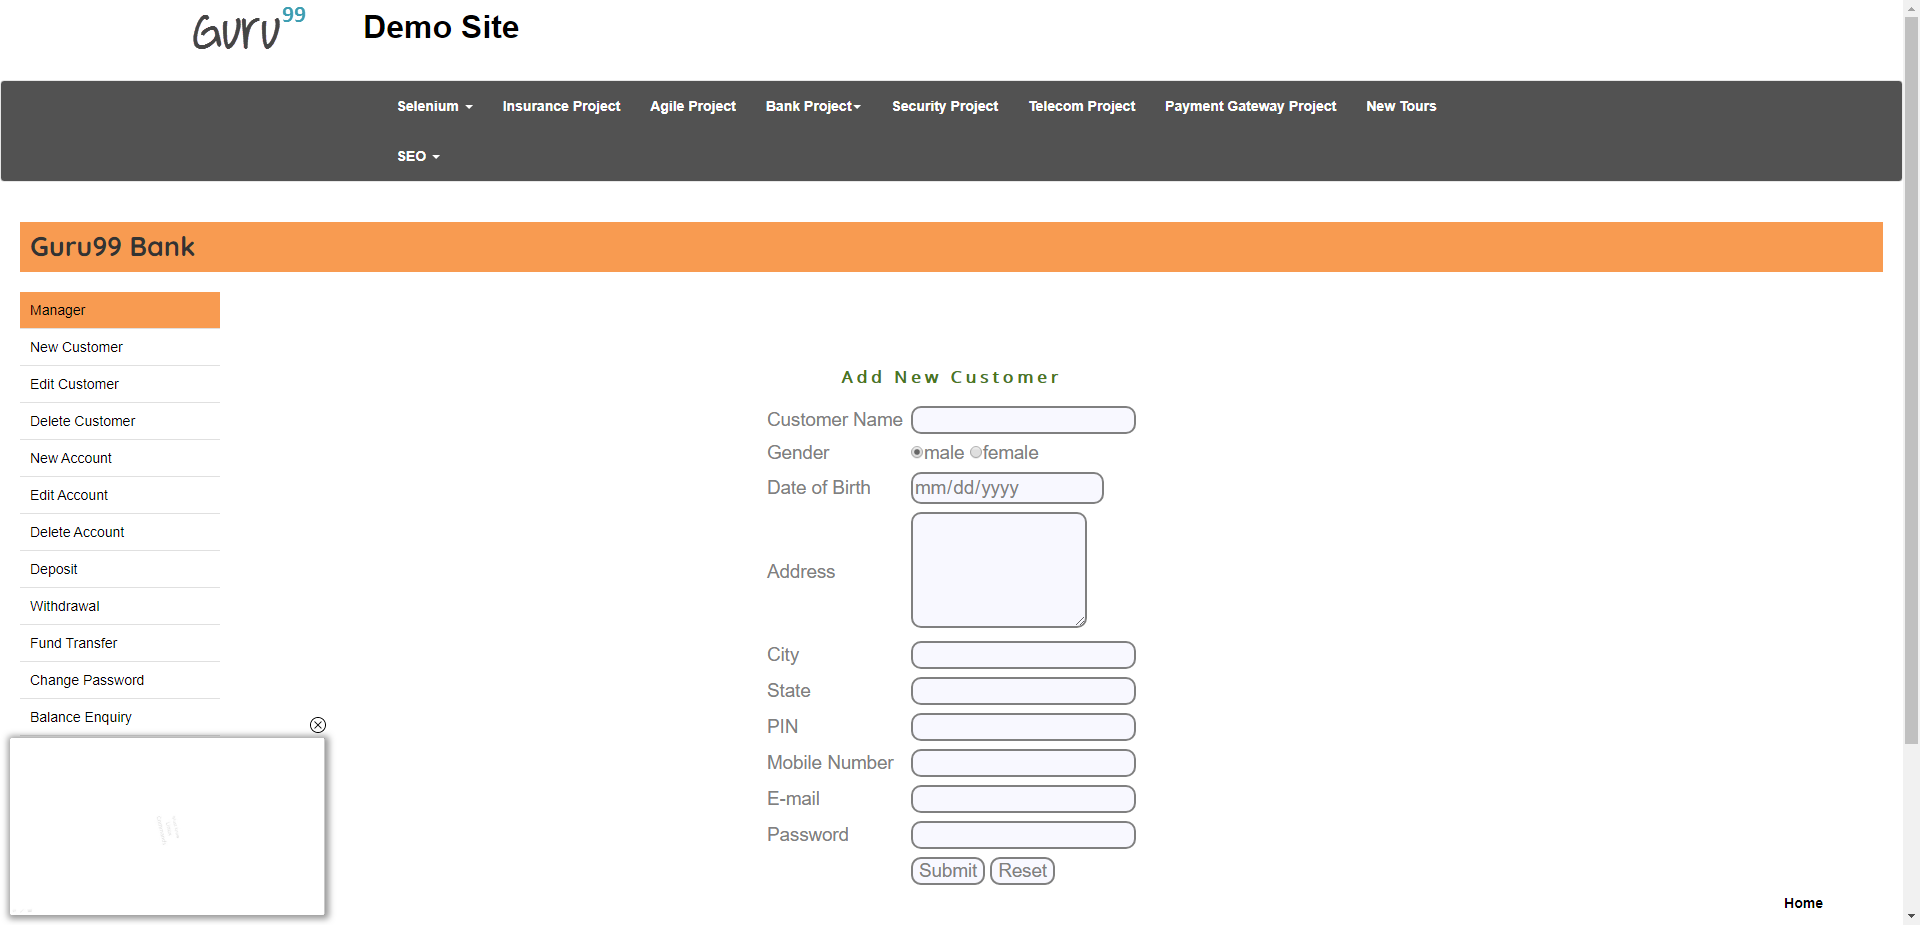 Guru99
Demo Site
Selenium
Insurance Project
Agile Project
Bank Project
Security Project
Telecom Project
Payment Gateway Project
New Tours
SEO
Guru99 Bank
Manager
New Customer
Edit Customer
Delete Customer
New Account
Edit Account
Delete Account
Deposit
Withdrawal
Fund Transfer
Change Password
Balance Enquiry
Add New Customer
Customer Name
Gender male female
Date of Birth mm/dd/yyyy
Address
City
State
PIN
Mobile Number
E-mail
Password
Submit Reset
Home